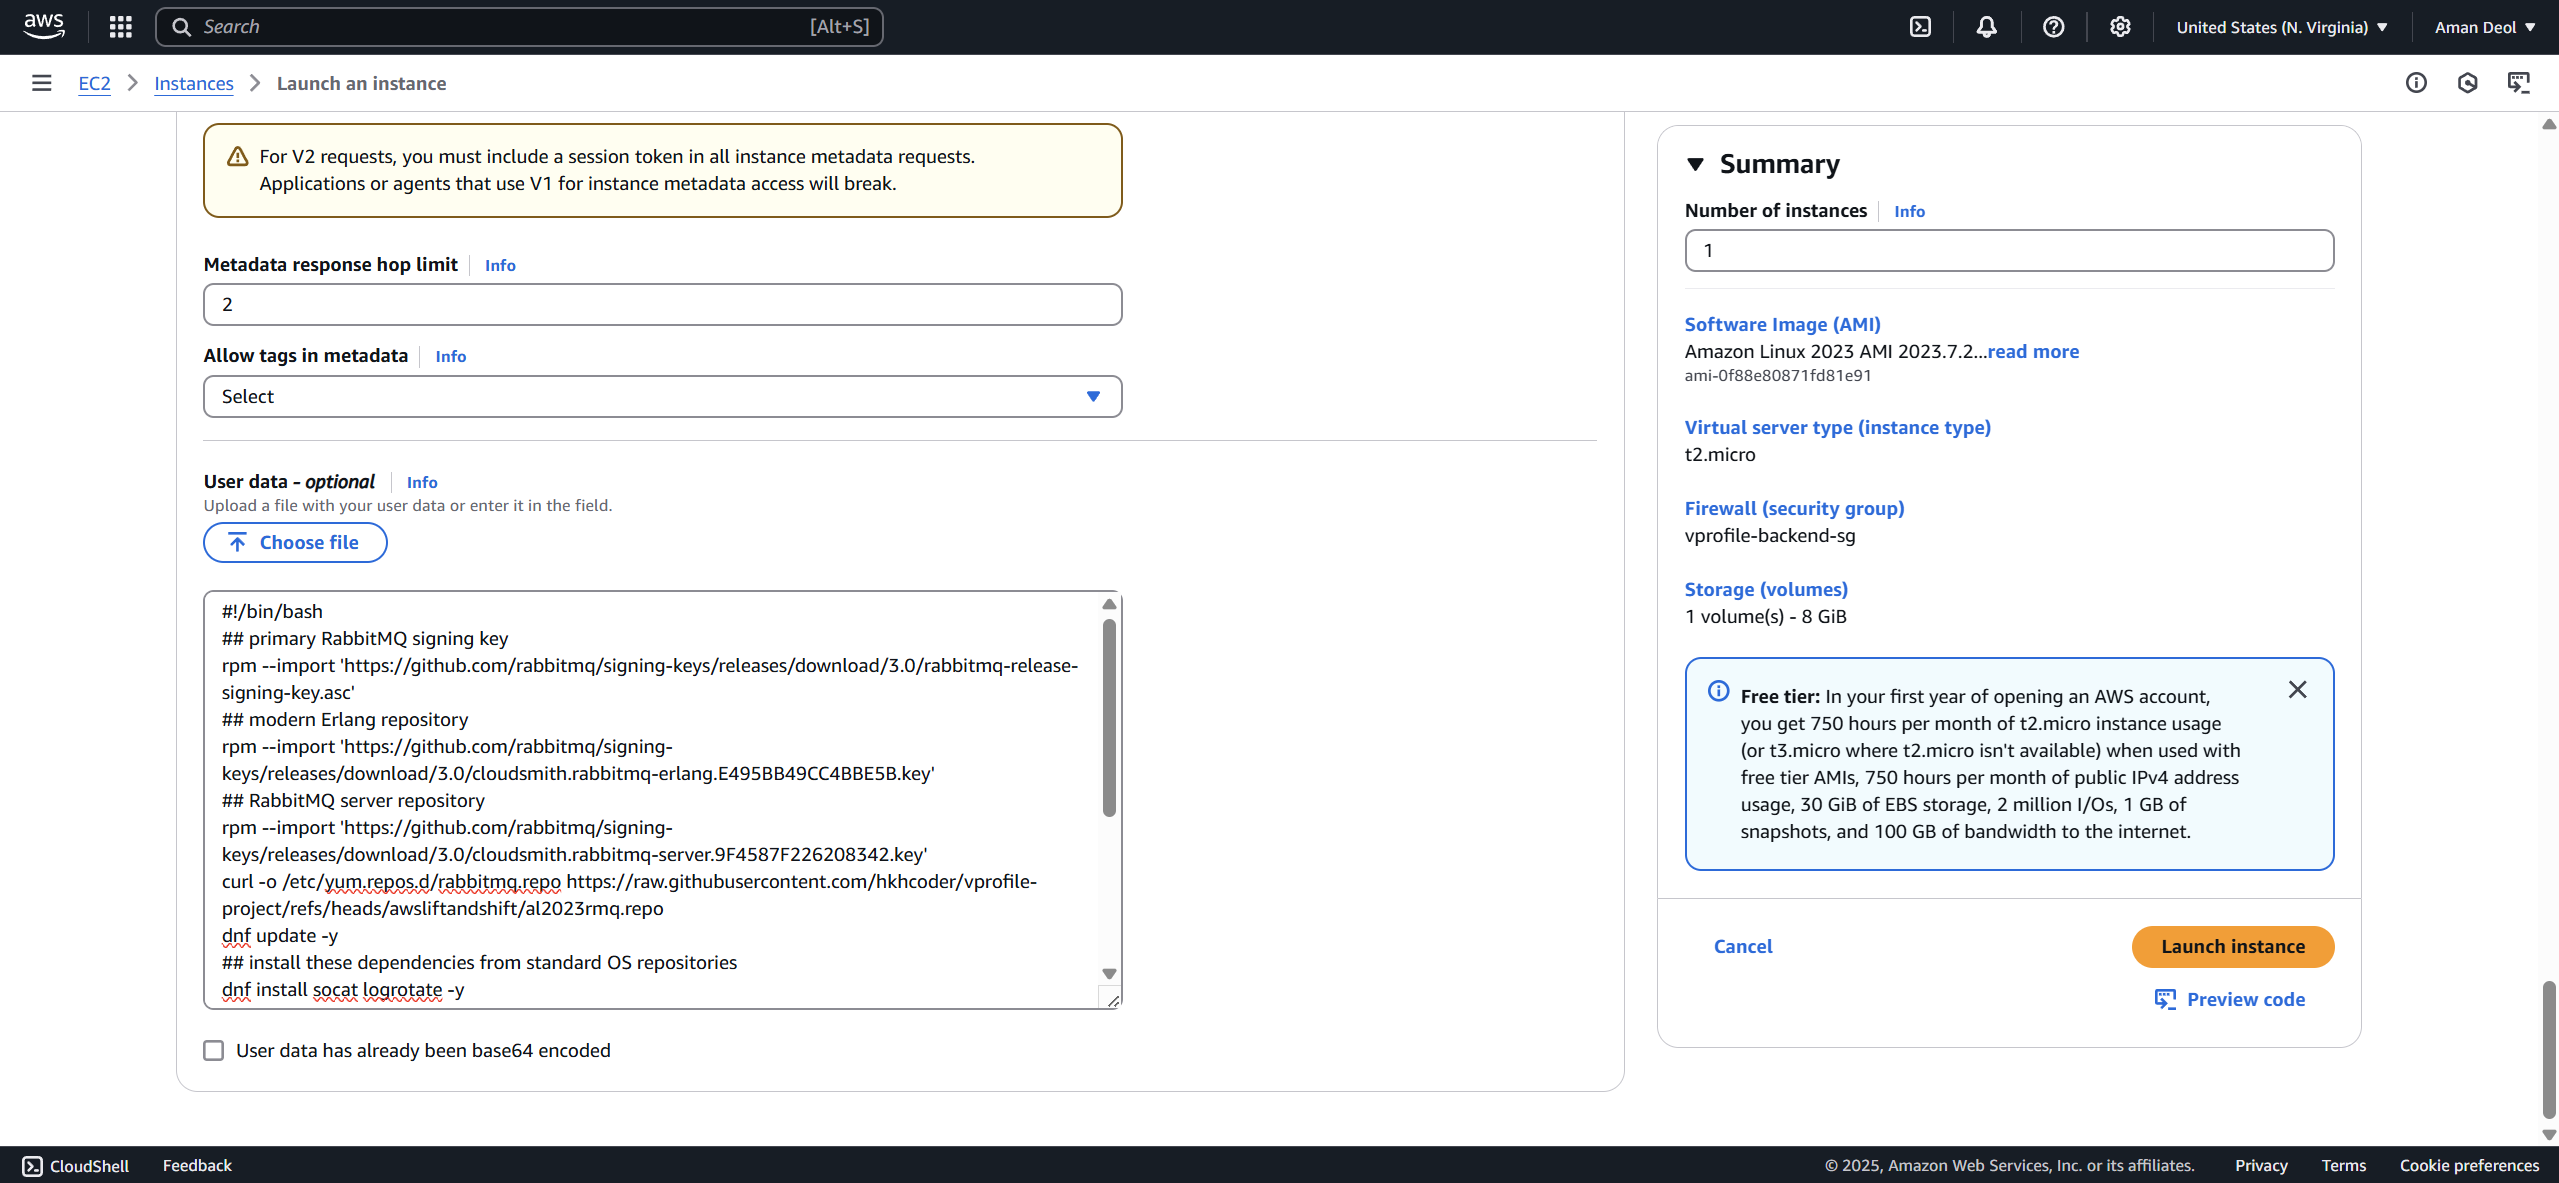 aws
Search
[Alt+S]
United States (N. Virginia)
Aman Deol
EC2
Instances
Launch an instance
For V2 requests, you must include a session token in all instance metadata requests.
Applications or agents that use V1 for instance metadata access will break.
Metadata response hop limit
Info
2
Allow tags in metadata
Info
Select
User data - optional
Info
Upload a file with your user data or enter it in the field.
Choose file
#!/bin/bash
## primary RabbitMQ signing key
rpm --import 'https://github.com/rabbitmq/signing-keys/releases/download/3.0/rabbitmq-release-
signing-key.asc'
## modern Erlang repository
rpm --import 'https://github.com/rabbitmq/signing-
keys/releases/download/3.0/cloudsmith.rabbitmq-erlang.E495BB49CC4BBE5B.key'
## RabbitMQ server repository
rpm --import 'https://github.com/rabbitmq/signing-
keys/releases/download/3.0/cloudsmith.rabbitmq-server.9F4587F226208342.key'
curl -o /etc/yum.repos.d/rabbitmq.repo https://raw.githubusercontent.com/hkhcoder/vprofile-
project/refs/heads/awsliftandshift/al2023rmq.repo
dnf update -y
## install these dependencies from standard OS repositories
dnf install socat logrotate -y
User data has already been base64 encoded
Summary
Number of instances
Info
1
Software Image (AMI)
Amazon Linux 2023 AMI 2023.7.2...read more
ami-0f88e80871fd81e91
Virtual server type (instance type)
t2.micro
Firewall (security group)
vprofile-backend-sg
Storage (volumes)
1 volume(s) - 8 GiB
Free tier: In your first year of opening an AWS account,
you get 750 hours per month of t2.micro instance usage
(or t3.micro where t2.micro isn't available) when used with
free tier AMIs, 750 hours per month of public IPv4 address
usage, 30 GiB of EBS storage, 2 million I/Os, 1 GB of
snapshots, and 100 GB of bandwidth to the internet.
Cancel
Launch instance
Preview code
CloudShell
Feedback
© 2025, Amazon Web Services, Inc. or its affiliates.
Privacy
Terms
Cookie preferences